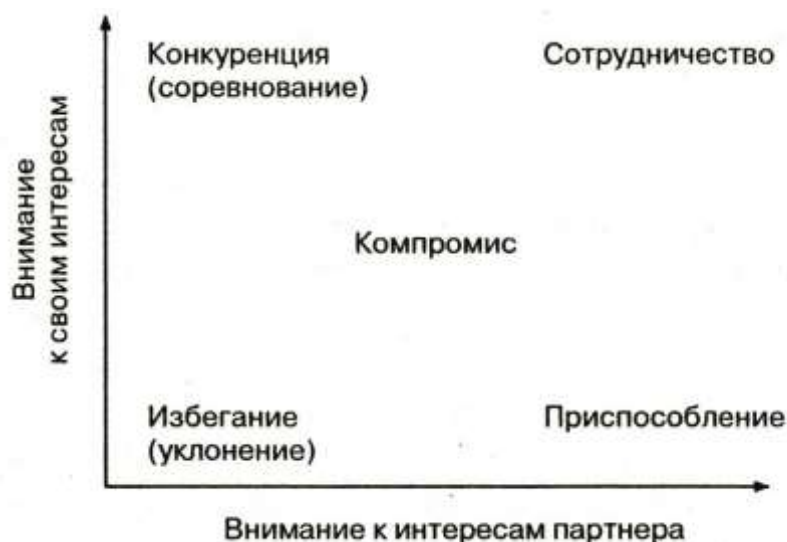 Конкуренция
(соревнование)
Сотрудничество
Внимание
к своим интересам
Компромис
Избегание
(уклонение)
Приспособление
Внимание к интересам партнера